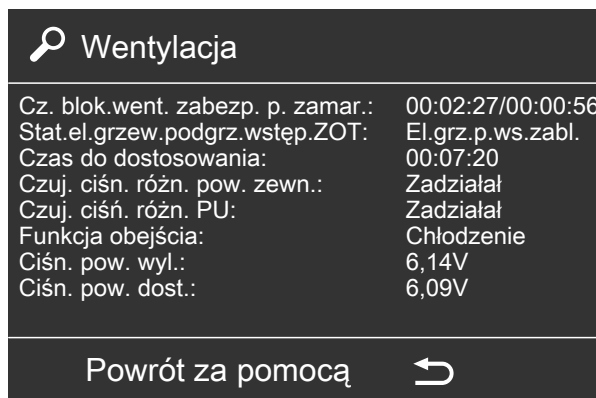 Wentylacja
Cz. blok.went. zabezp. p. zamar.: 00:02:27/00:00:56
Stat.el.grzew.podgrz.wstęp.ZOT: El.grz.p.ws.zabl.
Czas do dostosowania: 00:07:20
Czuj. ciśn. różn. pow. zewn.: Zadziałał
Czuj. ciśń. różn. PU: Zadziałał
Funkcja obejścia: Chłodzenie
Ciśn. pow. wyl.: 6,14V
Ciśn. pow. dost.: 6,09V
Powrót za pomocą